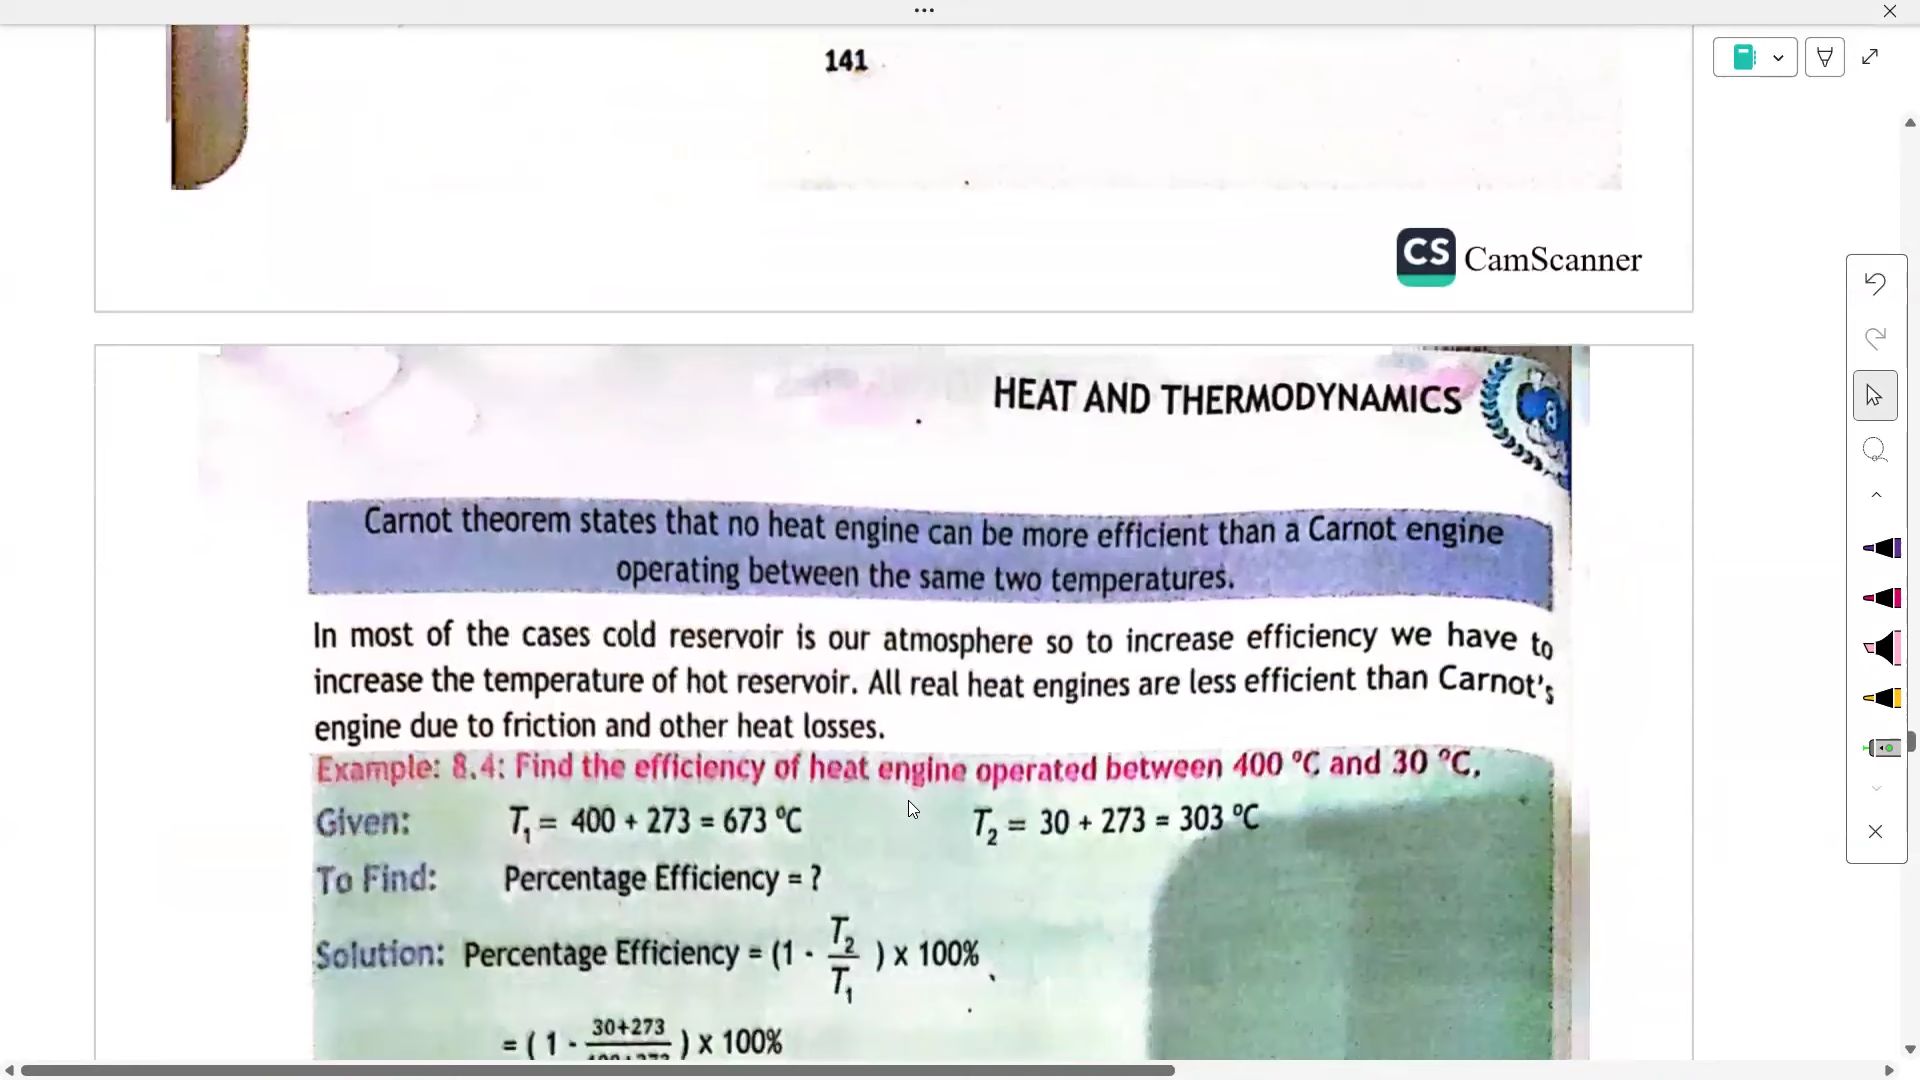 141
CS CamScanner
HEAT AND THERMODYNAMICS
8
Carnot theorem states that no heat engine can be more efficient than a Carnot engine
operating between the same two temperatures.
In most of the cases cold reservoir is our atmosphere so to increase efficiency we have to
increase the temperature of hot reservoir. All real heat engines are less efficient than Carnot's
engine due to friction and other heat losses.
Example: 8.4: Find the efficiency of heat engine operated between 400 °C and 30 °C.
Given: T₁ = 400 + 273 = 673 °C T₂ = 30 + 273 = 303 °C
To Find: Percentage Efficiency = ?
Solution: Percentage Efficiency = (1 - T₂/T₁ ) x 100%
= ( 1 - 30+273/400+273 ) x 100%